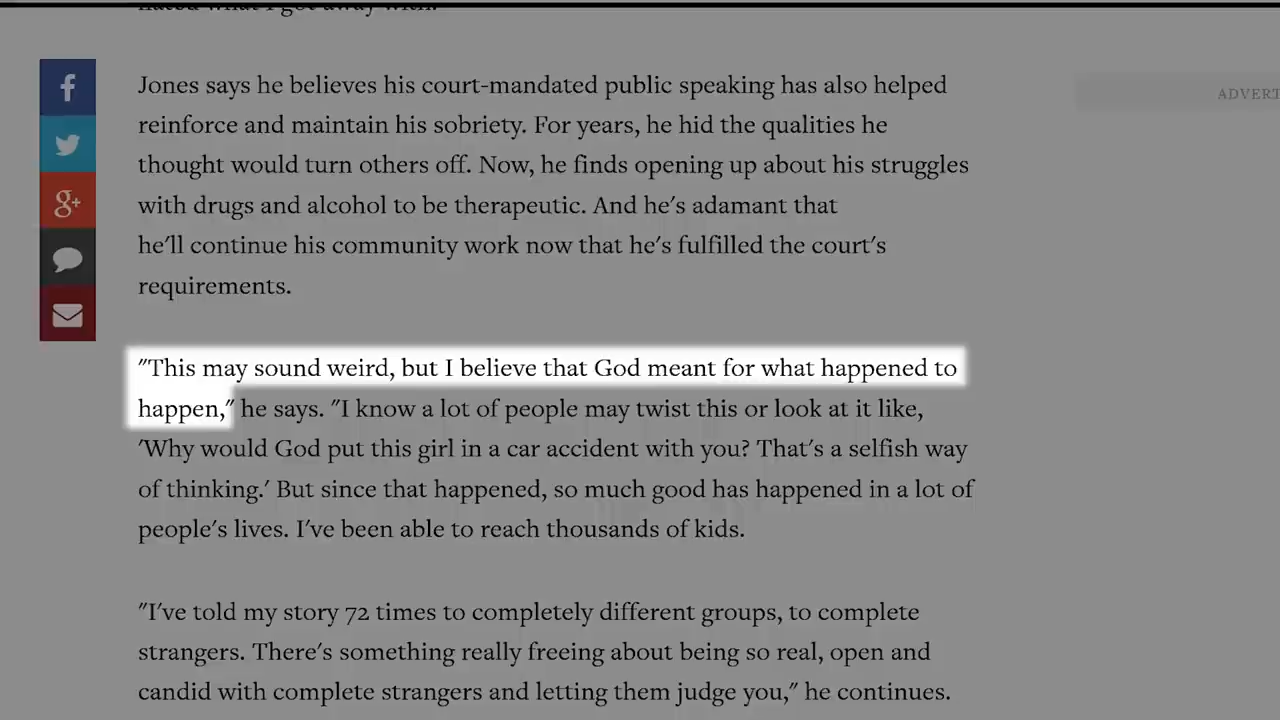 what I got away with.
Jones says he believes his court-mandated public speaking has also helped
reinforce and maintain his sobriety. For years, he hid the qualities he
thought would turn others off. Now, he finds opening up about his struggles
with drugs and alcohol to be therapeutic. And he's adamant that
he'll continue his community work now that he's fulfilled the court's
requirements.
"This may sound weird, but I believe that God meant for what happened to
happen," he says. "I know a lot of people may twist this or look at it like,
'Why would God put this girl in a car accident with you? That's a selfish way
of thinking.' But since that happened, so much good has happened in a lot of
people's lives. I've been able to reach thousands of kids.
"I've told my story 72 times to completely different groups, to complete
strangers. There's something really freeing about being so real, open and
candid with complete strangers and letting them judge you," he continues.
f
g+
ADVERT